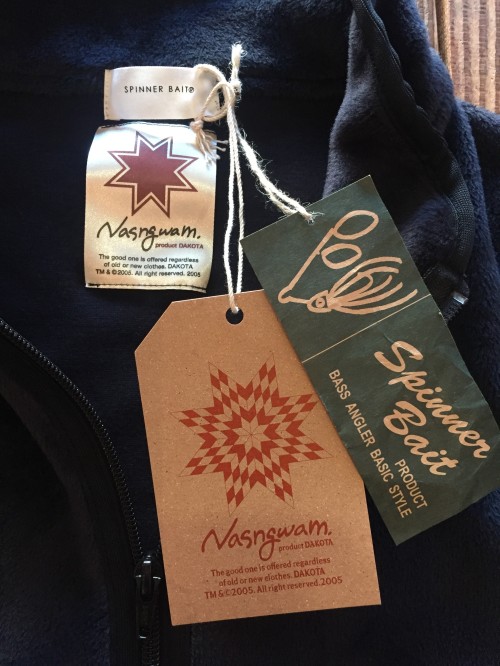 SPINNER BAIT®
Nasngwam.
product DAKOTA
The good one is offered regardless
of old or new clothes. DAKOTA
TM & ©2005. All right reserved. 2005
Nasngwam.
product DAKOTA
The good one is offered regardless
of old or new clothes. DAKOTA
TM &©2005. All right reserved.2005
Spinner
Bait
PRODUCT
BASS ANGLER BASIC STYLE